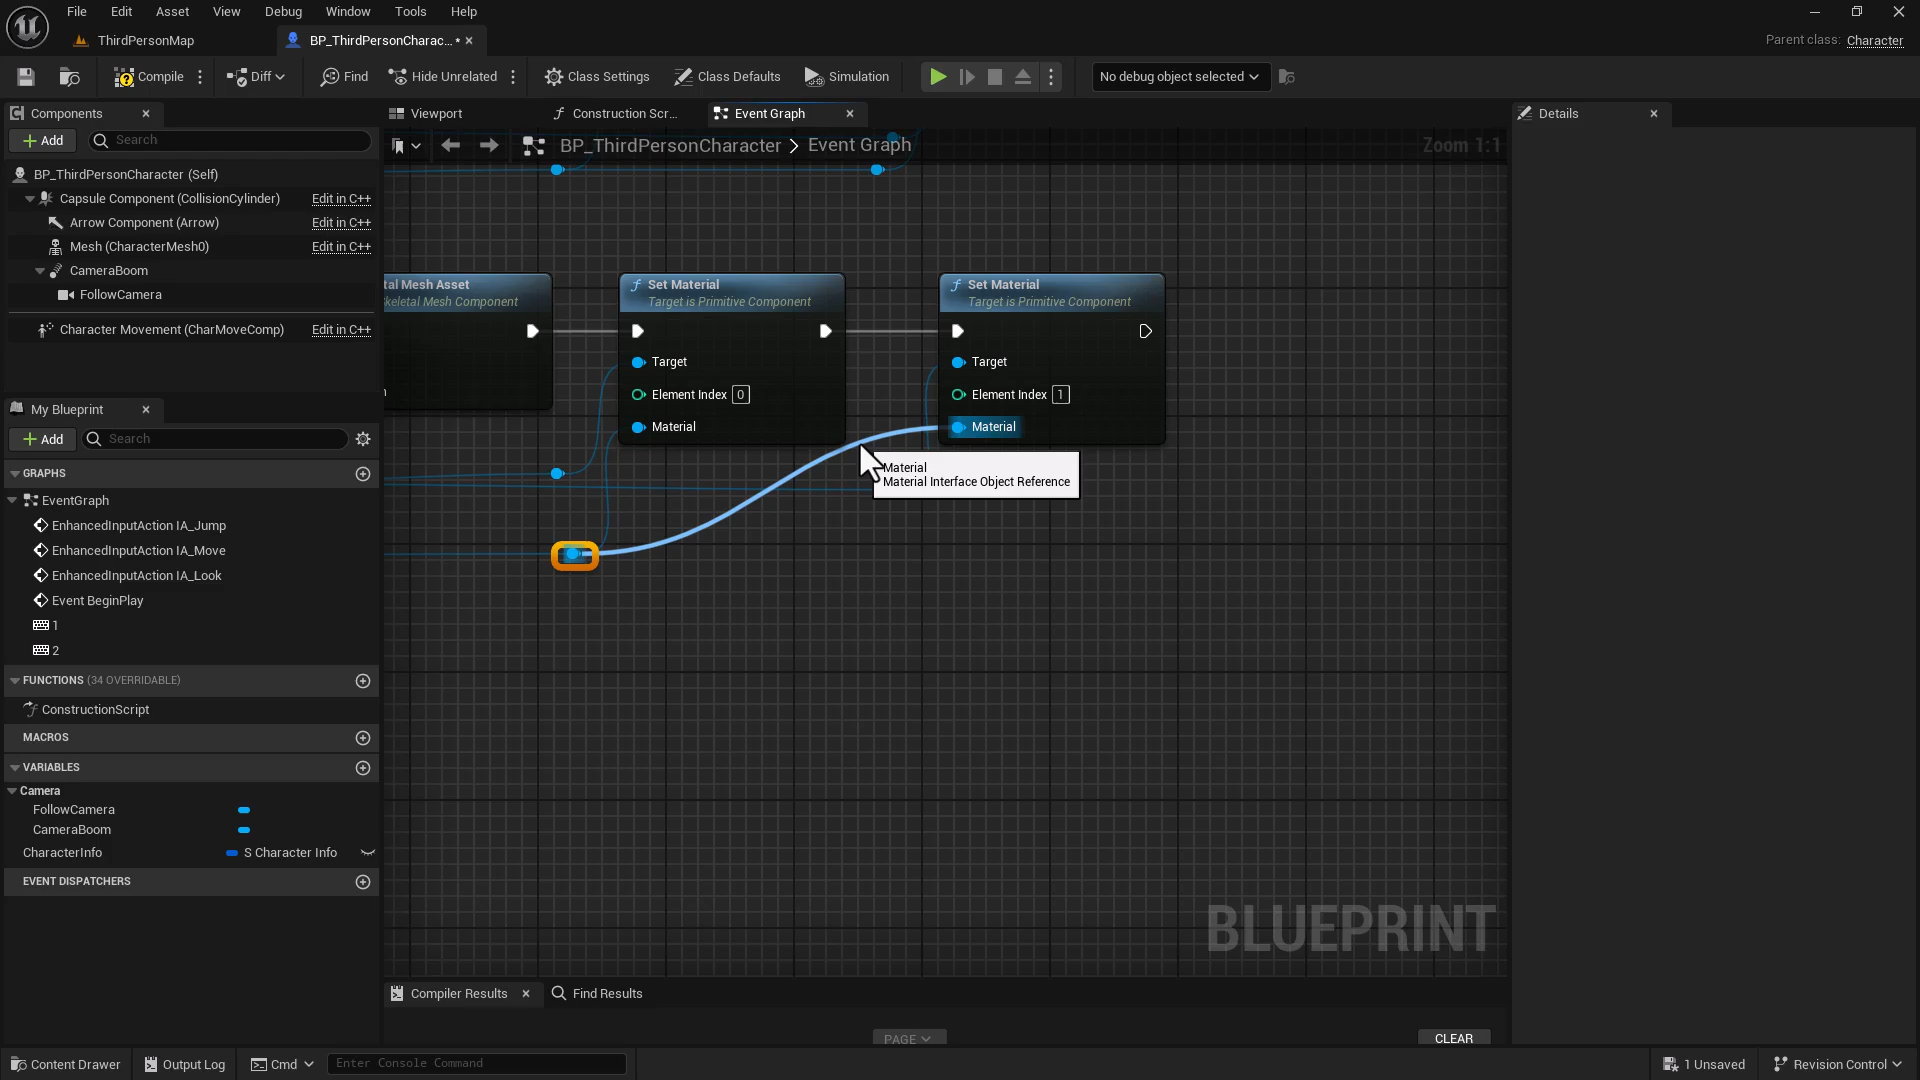 File Edit Asset View Debug Window Tools Help
ThirdPersonMap
BP_ThirdPersonCharac... *
Parent class: Character
Compile
Diff
Find
Hide Unrelated
Class Settings
Class Defaults
Simulation
No debug object selected
Components
Add
Search
BP_ThirdPersonCharacter (Self)
Capsule Component (CollisionCylinder) Edit in C++
Arrow Component (Arrow) Edit in C++
Mesh (CharacterMesh0) Edit in C++
CameraBoom
FollowCamera
Character Movement (CharMoveComp) Edit in C++
My Blueprint
Add
Search
GRAPHS
EventGraph
EnhancedInputAction IA_Jump
EnhancedInputAction IA_Move
EnhancedInputAction IA_Look
Event BeginPlay
1
2
FUNCTIONS (34 OVERRIDABLE)
ConstructionScript
MACROS
VARIABLES
Camera
FollowCamera
CameraBoom
CharacterInfo S Character Info
EVENT DISPATCHERS
Viewport
Construction Scr...
Event Graph
BP_ThirdPersonCharacter > Event Graph
Zoom 1:1
tal Mesh Asset
Skeletal Mesh Component
Set Material
Target is Primitive Component
Target
Element Index 0
Material
Set Material
Target is Primitive Component
Target
Element Index 1
Material
Material
Material Interface Object Reference
BLUEPRINT
Compiler Results
Find Results
PAGE
CLEAR
Details
Content Drawer
Output Log
Cmd
Enter Console Command
1 Unsaved
Revision Control